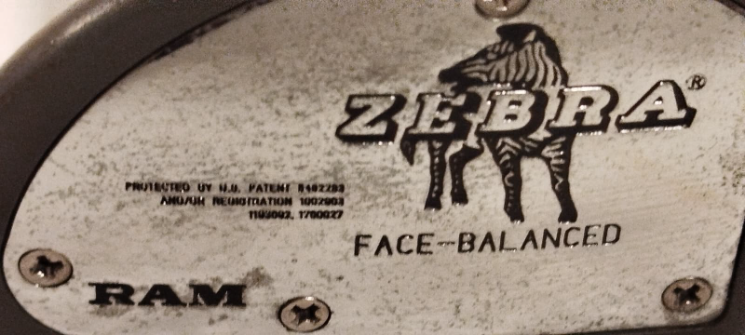 ZEBRA®
PROTECTED BY U.S. PATENT
AND/OR REGISTRATION
FACE-BALANCED
RAM